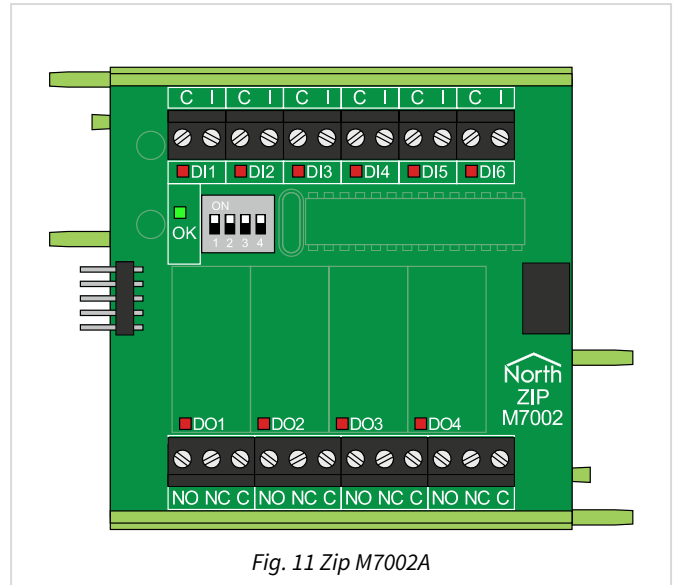 C I C I C I C I C I C I
DI1 DI2 DI3 DI4 DI5 DI6
ON
OK
1 2 3 4
North
ZIP
M7002
DO1 DO2 DO3 DO4
NO NC C NO NC C NO NC C NO NC C
Fig. 11 Zip M7002A